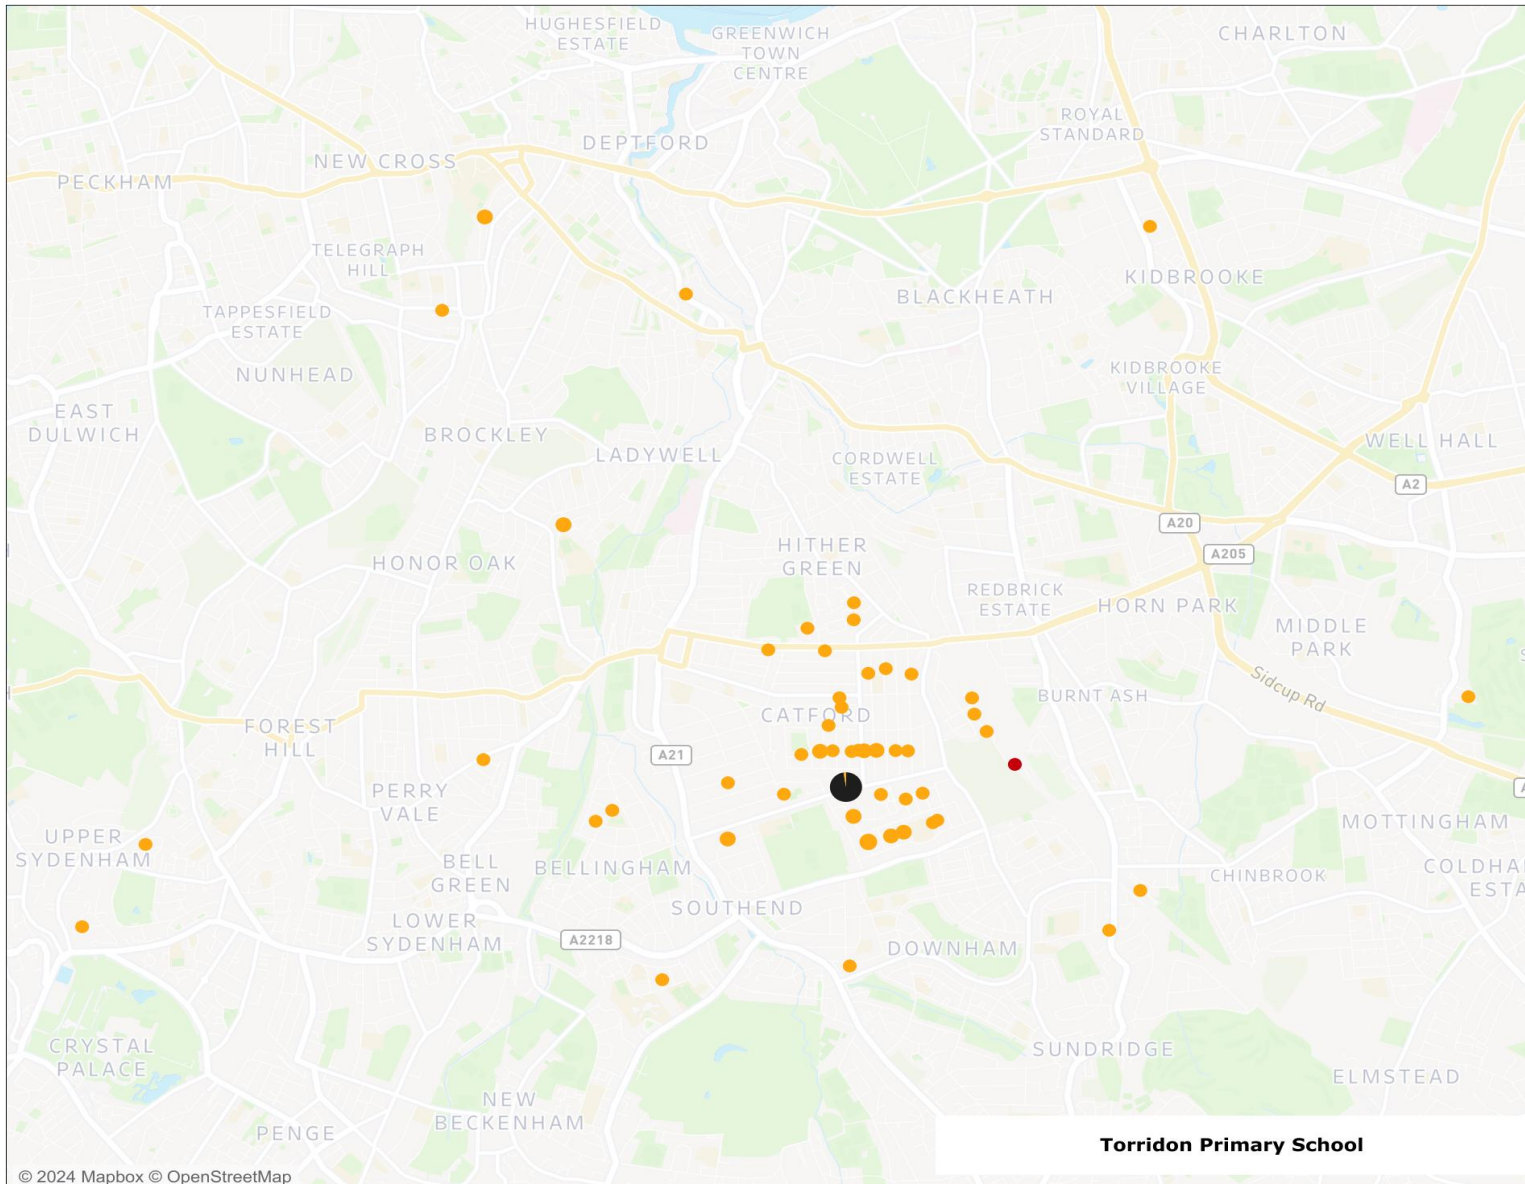 HUGHESFIELD
ESTATE
GREENWICH
TOWN
CENTRE
CHARLTON
ROYAL
STANDARD
DEPTFORD
NEW CROSS
PECKHAM
TELEGRAPH
HILL
KIDBROOKE
BLACKHEATH
TAPPESFIELD
ESTATE
NUNHEAD
KIDBROOKE
VILLAGE
EAST
DULWICH
BROCKLEY
LADYWELL
CORDWELL
ESTATE
WELL HALL
A2
A20
A205
HITHER
GREEN
HONOR OAK
REDBRICK
ESTATE
HORN PARK
MIDDLE
PARK
Sidcup Rd
BURNT ASH
CATFORD
FOREST
HILL
A21
PERRY
VALE
UPPER
SYDENHAM
MOTTINGHAM
BELL
GREEN
BELLINGHAM
CHINBROOK
COLDHA
ESTA
SOUTHEND
LOWER
SYDENHAM
A2218
DOWNHAM
CRYSTAL
PALACE
SUNDRIDGE
ELMSTEAD
NEW
BECKENHAM
PENGE
Torridon Primary School
© 2024 Mapbox © OpenStreetMap